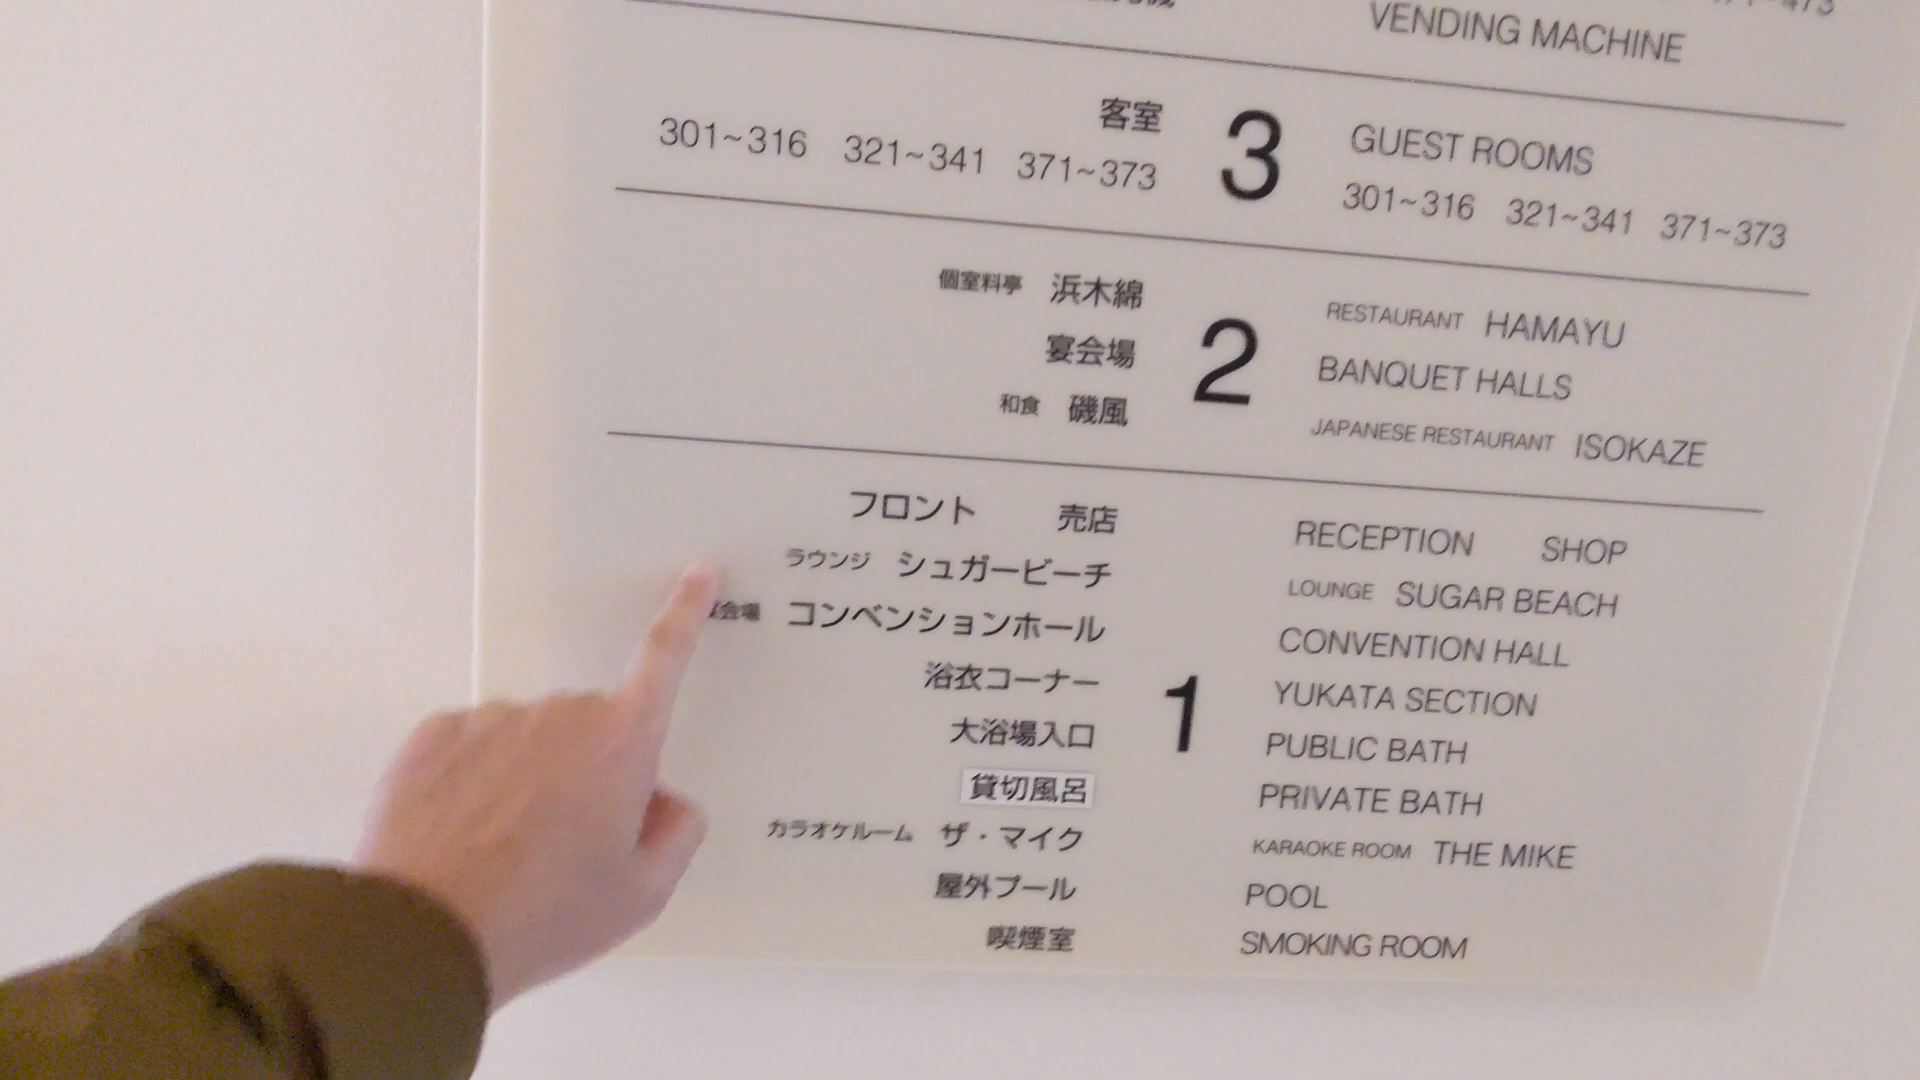 VENDING MACHINE
客室 3 GUEST ROOMS
301~316 321~341 371~373 301~316 321~341 371~373
個室料亭 浜木綿 RESTAURANT HAMAYU
宴会場 2 BANQUET HALLS
和食 磯風 JAPANESE RESTAURANT ISOKAZE
フロント 売店 RECEPTION SHOP
ラウンジ シュガービーチ LOUNGE SUGAR BEACH
会場 コンベンションホール CONVENTION HALL
浴衣コーナー 1 YUKATA SECTION
大浴場入口 PUBLIC BATH
貸切風呂 PRIVATE BATH
カラオケルーム ザ・マイク KARAOKE ROOM THE MIKE
屋外プール POOL
喫煙室 SMOKING ROOM